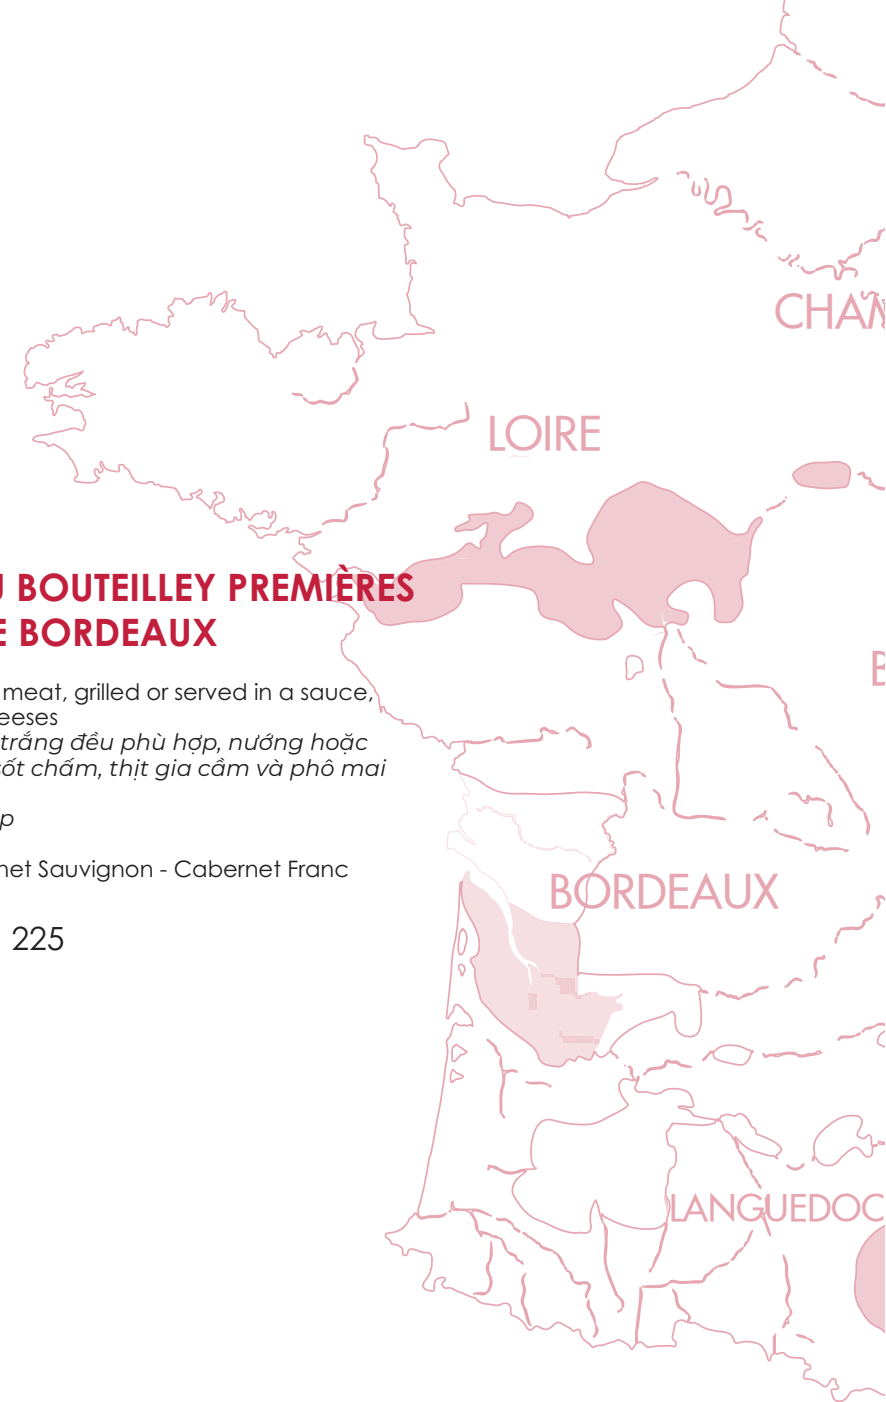 CHAM
LOIRE
U BOUTEILLEY PREMIÈRES
E BORDEAUX
meat, grilled or served in a sauce,
eeses
trắng đều phù hợp, nướng hoặc
sốt chấm, thịt gia cầm và phô mai
p
net Sauvignon - Cabernet Franc
225
B
BORDEAUX
LANGUEDOC